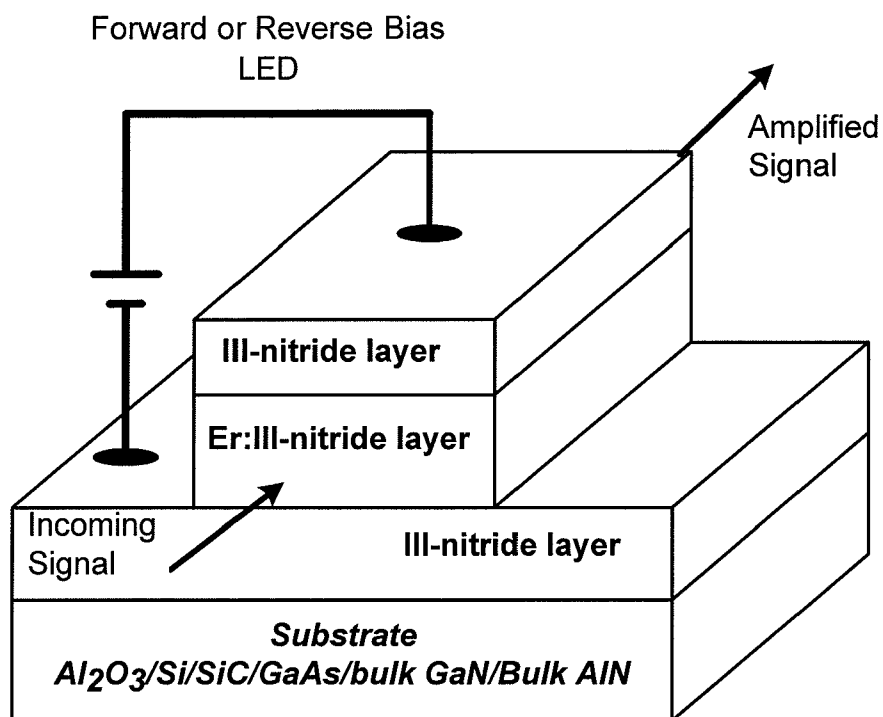 Forward or Reverse Bias
LED
Amplified
Signal
III-nitride layer
Er:III-nitride layer
Incoming
Signal
III-nitride layer
Substrate
Al₂O₃/Si/SiC/GaAs/bulk GaN/Bulk AlN